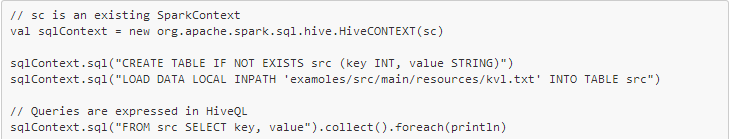 // sc is an existing SparkContext
val sqlContext = new org.apache.spark.sql.hive.HiveCONTEXT(sc)
sqlContext.sql("CREATE TABLE IF NOT EXISTS src (key INT, value STRING)")
sqlContext.sql("LOAD DATA LOCAL INPATH 'examoles/src/main/resources/kvl.txt' INTO TABLE src")
// Queries are expressed in HiveQL
sqlContext.sql("FROM src SELECT key, value").collect().foreach(println)